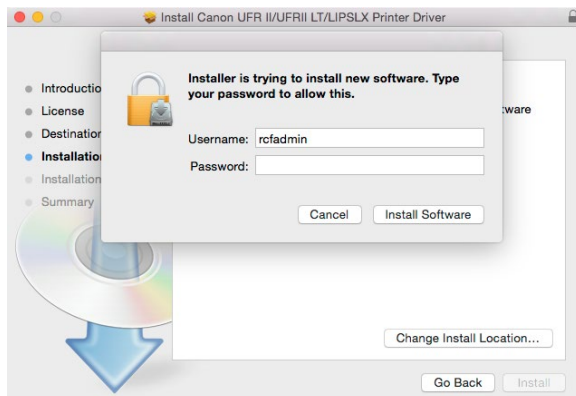 Install Canon UFR II/UFRII LT/LIPSLX Printer Driver
Installer is trying to install new software. Type
your password to allow this.
Username: rcfadmin
Password:
Cancel
Install Software
Introductio
License
Destination
Installation
Installation
Summary
tware
Change Install Location...
Go Back
Install